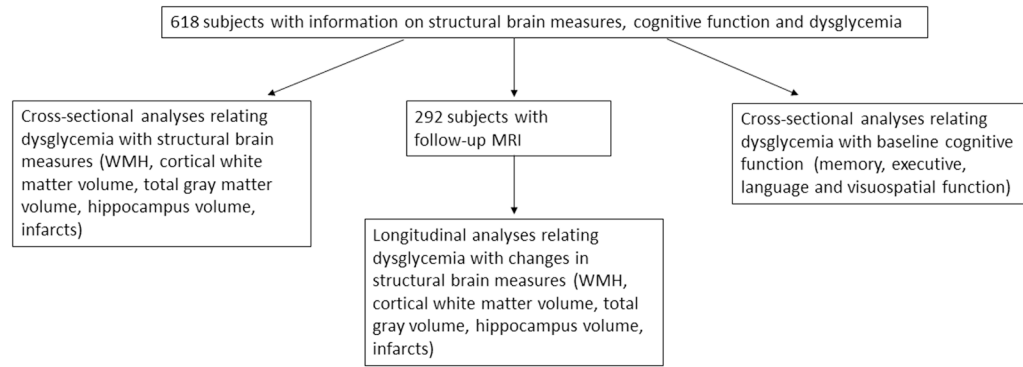 618 subjects with information on structural brain measures, cognitive function and dysglycemia
Cross-sectional analyses relating
dysglycemia with structural brain
measures (WMH, cortical white
matter volume, total gray matter
volume, hippocampus volume,
infarcts)
292 subjects with
follow-up MRI
Cross-sectional analyses relating
dysglycemia with baseline cognitive
function (memory, executive,
language and visuospatial function)
Longitudinal analyses relating
dysglycemia with changes in
structural brain measures (WMH,
cortical white matter volume, total
gray volume, hippocampus volume,
infarcts)